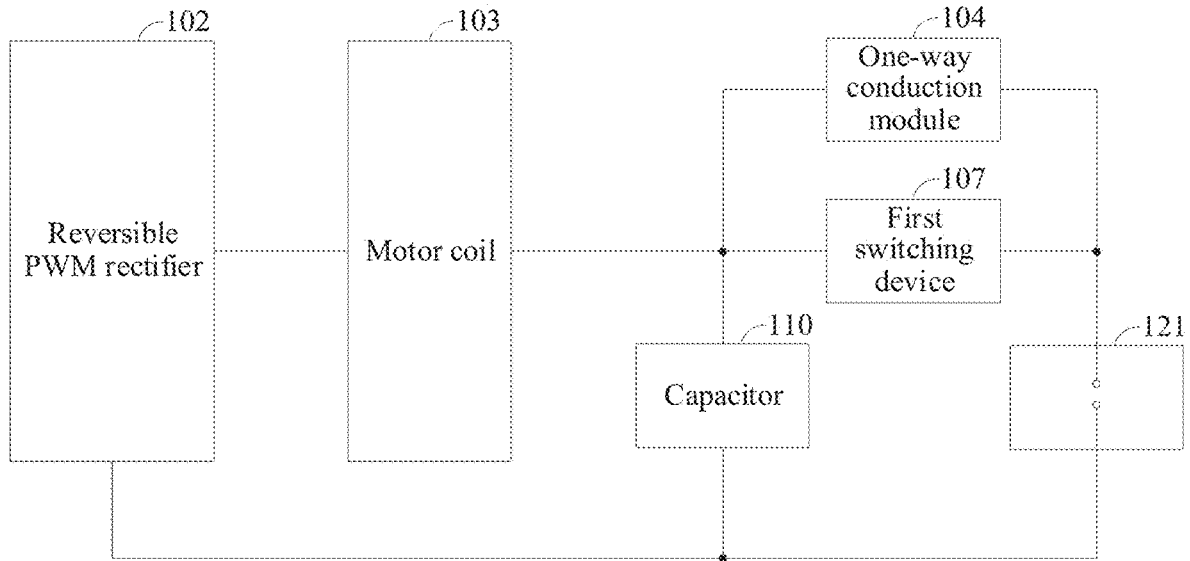 102
103
104
One-way
conduction
module
107
First
switching
device
Reversible
PWM rectifier
Motor coil
110
Capacitor
121